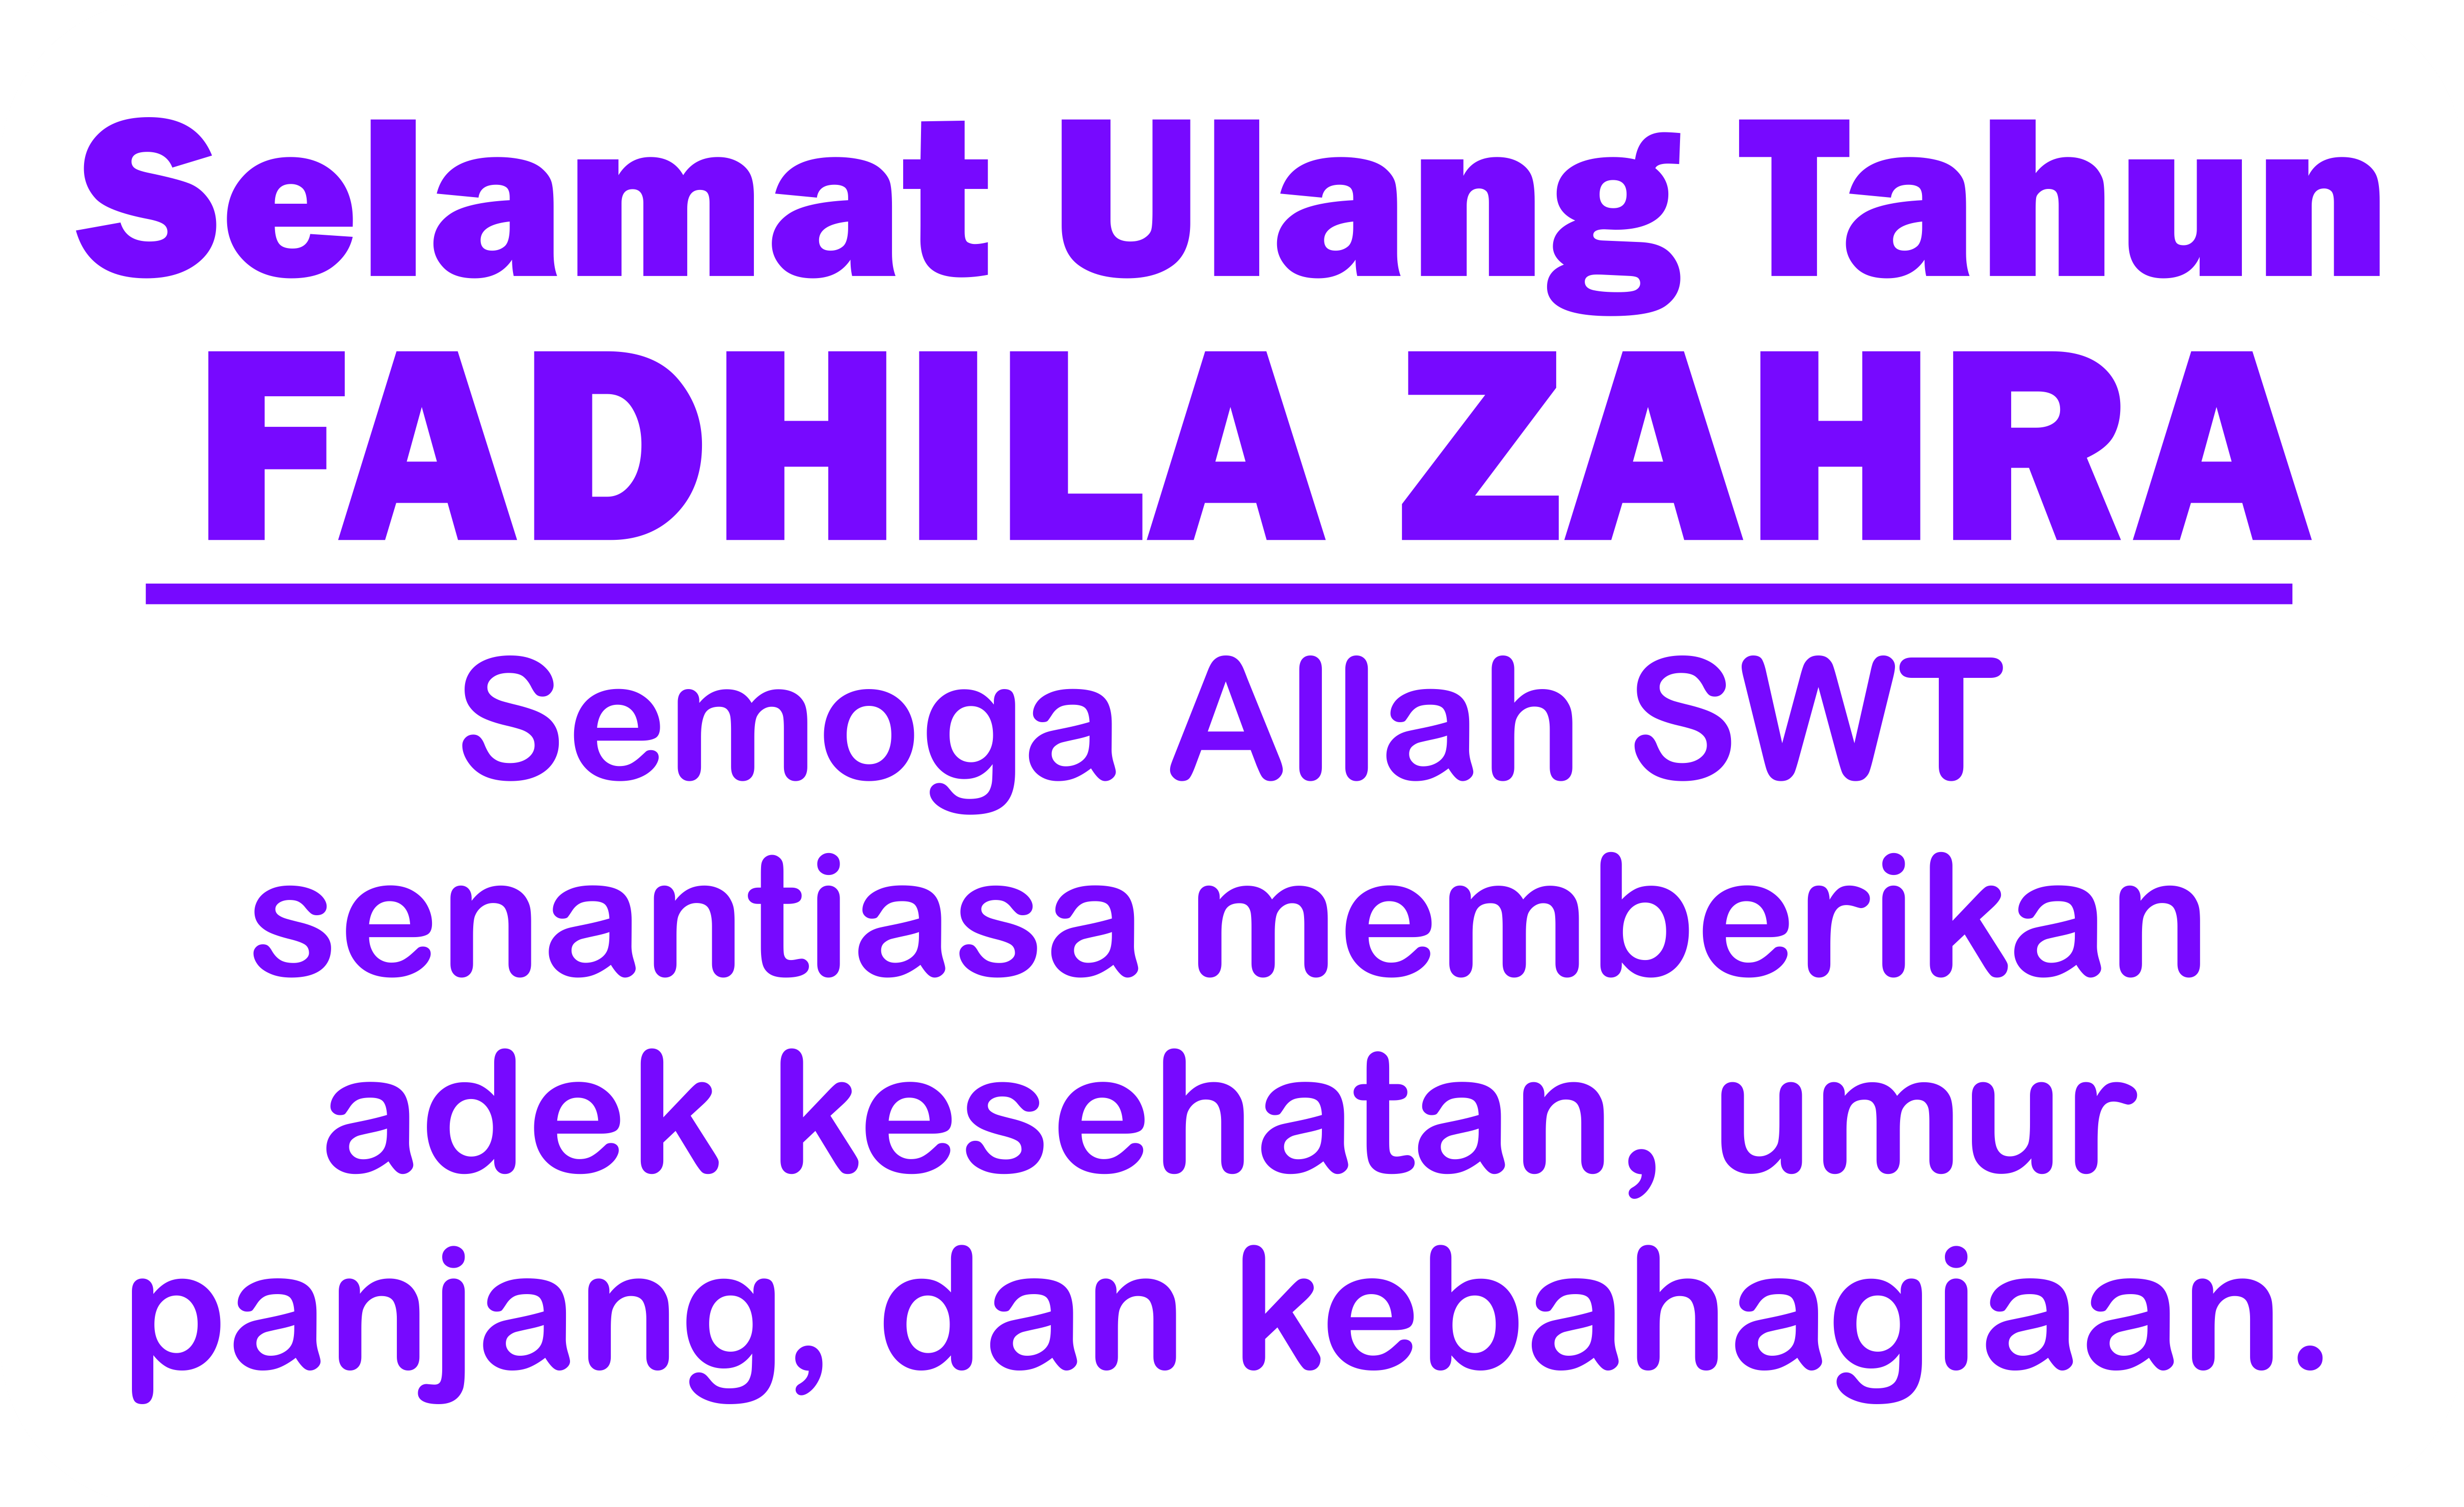 Selamat Ulang Tahun
FADHILA ZAHRA
Semoga Allah SWT
senantiasa memberikan
adek kesehatan, umur
panjang, dan kebahagiaan.